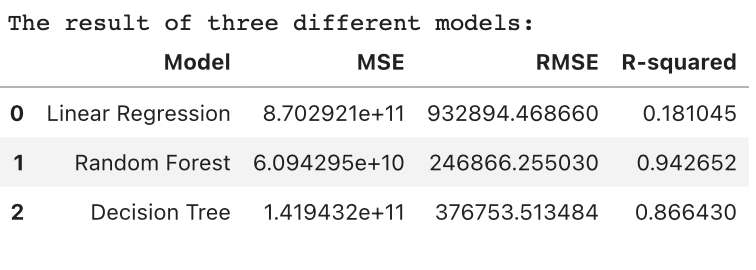 The result of three different models:
Model MSE RMSE R-squared
0 Linear Regression 8.702921e+11 932894.468660 0.181045
1 Random Forest 6.094295e+10 246866.255030 0.942652
2 Decision Tree 1.419432e+11 376753.513484 0.866430